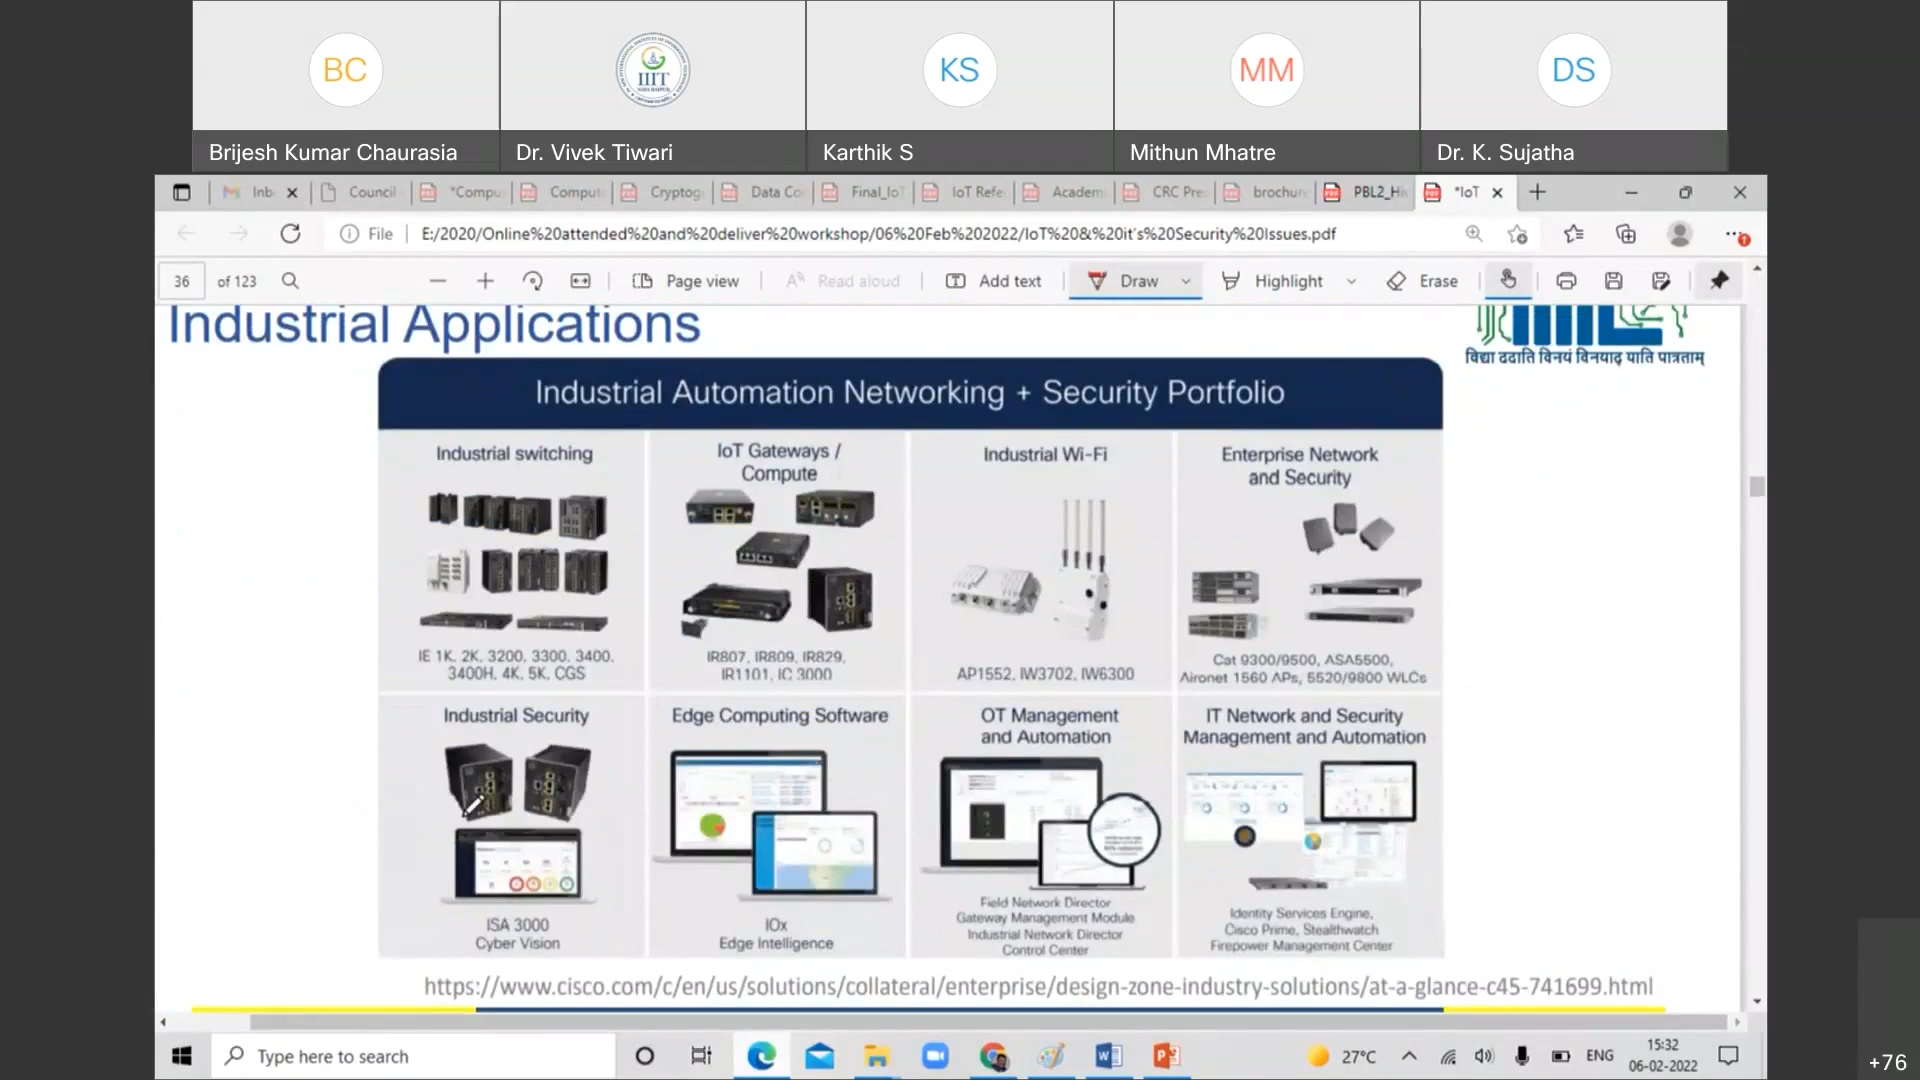 BC
IIIT
KS
MM
DS
Brijesh Kumar Chaurasia
Dr. Vivek Tiwari
Karthik S
Mithun Mhatre
Dr. K. Sujatha
Inb
Council
*Compu
Comput
Cryptog
Data Co
Final_IoT
IoT Refe
Academ
CRC Pre
brochur
PBL2_H
*IoT
File
E:/2020/Online%20attended%20and%20deliver%20workshop/06%20Feb%202022/IoT%20&%20it's%20Security%20Issues.pdf
36 of 123
Page view
Read aloud
Add text
Draw
Highlight
Erase
Industrial Applications
विद्या ददाति विनयं विनयाद् याति पात्रताम्
Industrial Automation Networking + Security Portfolio
Industrial switching
IE 1K, 2K, 3200, 3300, 3400,
3400H, 4K, 5K, CGS
IoT Gateways /
Compute
IR807, IR809, IR829,
IR1101, IC 3000
Industrial Wi-Fi
AP1552, IW3702, IW6300
Enterprise Network
and Security
Cat 9300/9500, ASA5500,
Aironet 1560 APs, 5520/9800 WLCs
Industrial Security
ISA 3000
Cyber Vision
Edge Computing Software
IOx
Edge Intelligence
OT Management
and Automation
Field Network Director
Gateway Management Module
Industrial Network Director
Control Center
IT Network and Security
Management and Automation
Identity Services Engine,
Cisco Prime, Stealthwatch
Firepower Management Center
https://www.cisco.com/c/en/us/solutions/collateral/enterprise/design-zone-industry-solutions/at-a-glance-c45-741699.html
Type here to search
27°C
ENG
15:32
06-02-2022
+76